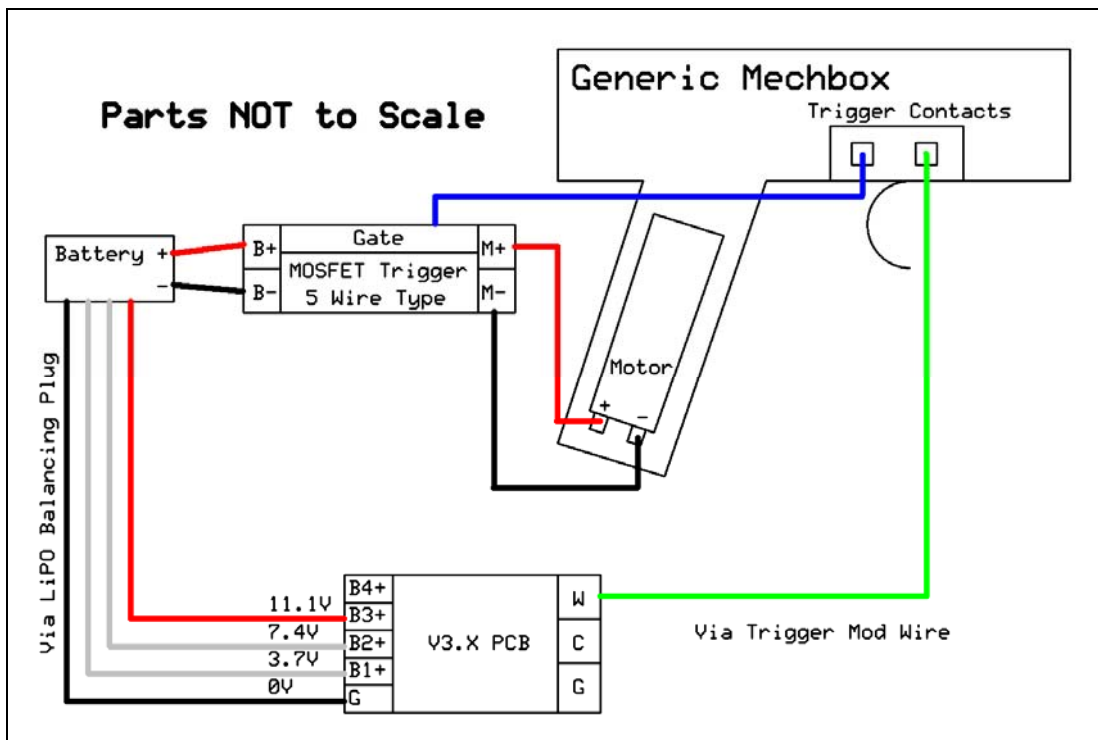 Generic Mechbox
Trigger Contacts
Parts NOT to Scale
Battery + -
B+
B-
Gate
MOSFET Trigger
5 Wire Type
M+
M-
Motor
+ -
Via LiPO Balancing Plug
11.1V
7.4V
3.7V
0V
B4+
B3+
B2+
B1+
G
V3.X PCB
W
C
G
Via Trigger Mod Wire